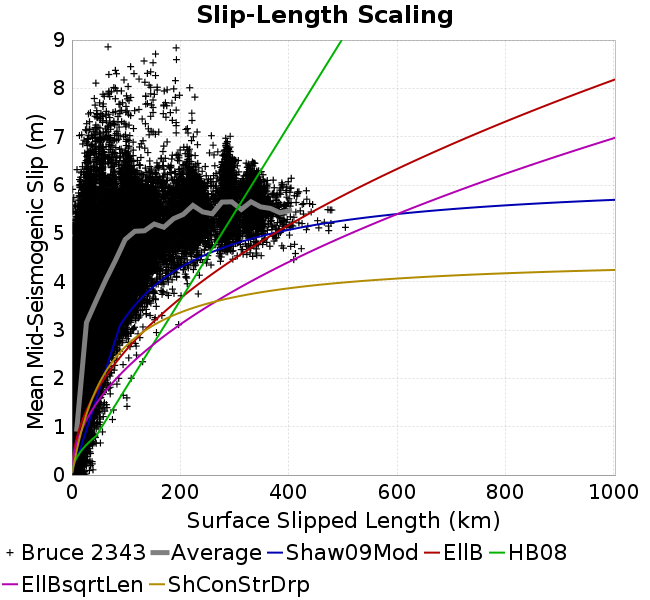 Slip-Length Scaling
Mean Mid-Seismogenic Slip (m)
9
8
7
6
5
4
3
2
1
0
0 200 400 600 800 1000
Surface Slipped Length (km)
Bruce 2343 Average Shaw09Mod EllB HB08
EllBsqrtLen ShConStrDrp